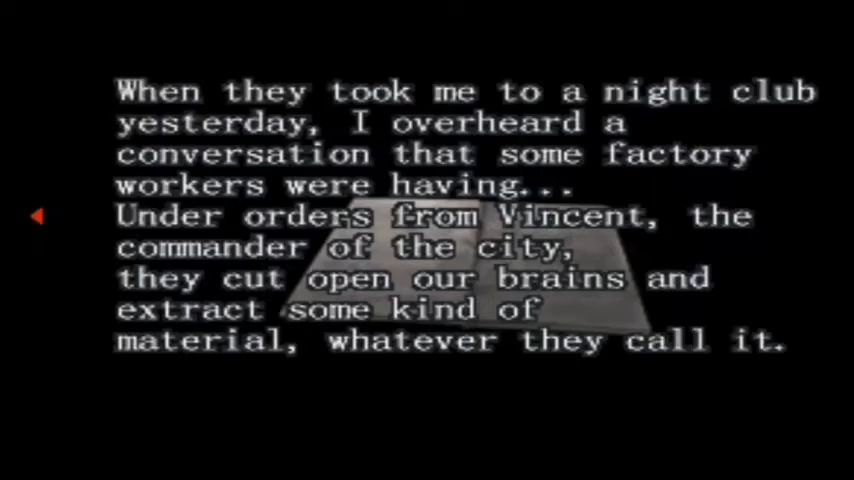 When they took me to a night club
yesterday, I overheard a
conversation that some factory
workers were having...
Under orders from Vincent, the
commander of the city,
they cut open our brains and
extract some kind of
material, whatever they call it.